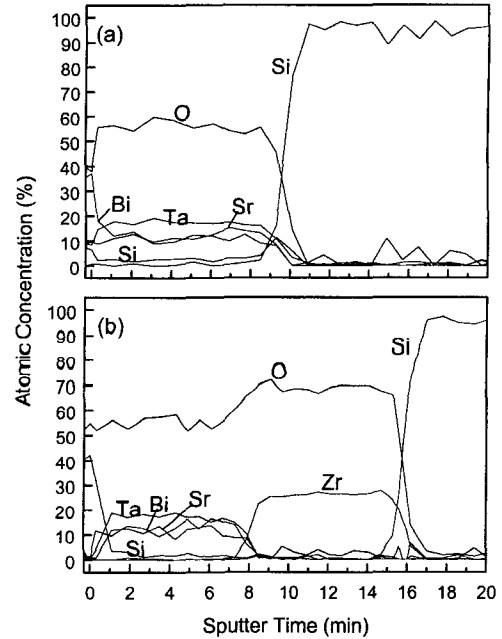 100
(a)
90
Si
80
70
O
60
50
40
30
Bi
Ta
Sr
20
10
Si
0
100
(b)
90
Si
80
O
70
60
50
40
Zr
30
Ta Bi Sr
20
10
Si
0
0 2 4 6 8 10 12 14 16 18 20
Sputter Time (min)
Atomic Concentration (%)